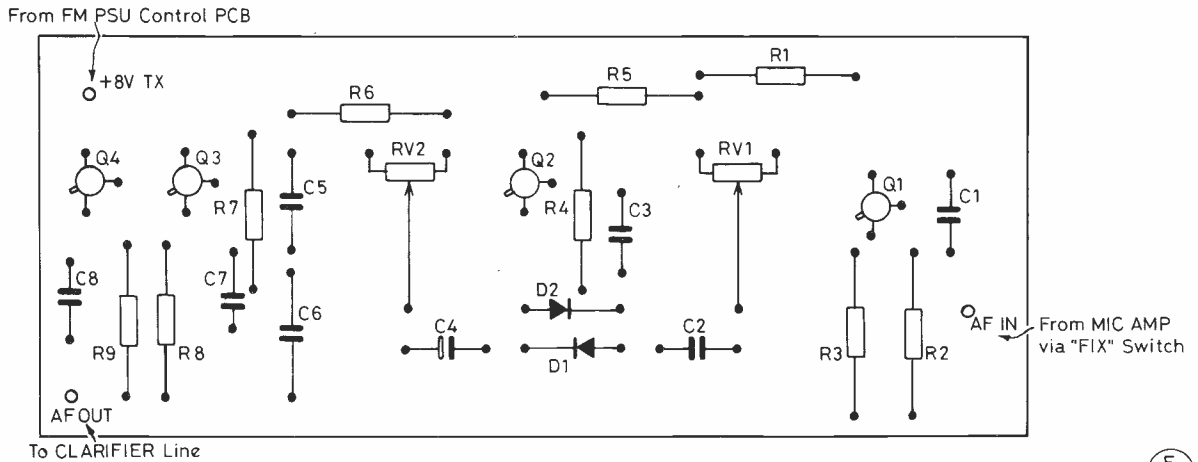 From FM PSU Control PCB
+8V TX
R1
R5
R6
Q4
Q3
RV2
Q2
RV1
Q1
R7
C5
R4
C3
C1
C8
C7
C6
D2
R9
R8
C4
D1
C2
R3
R2
AF IN
From MIC AMP
via "FIX" Switch
AF OUT
To CLARIFIER Line